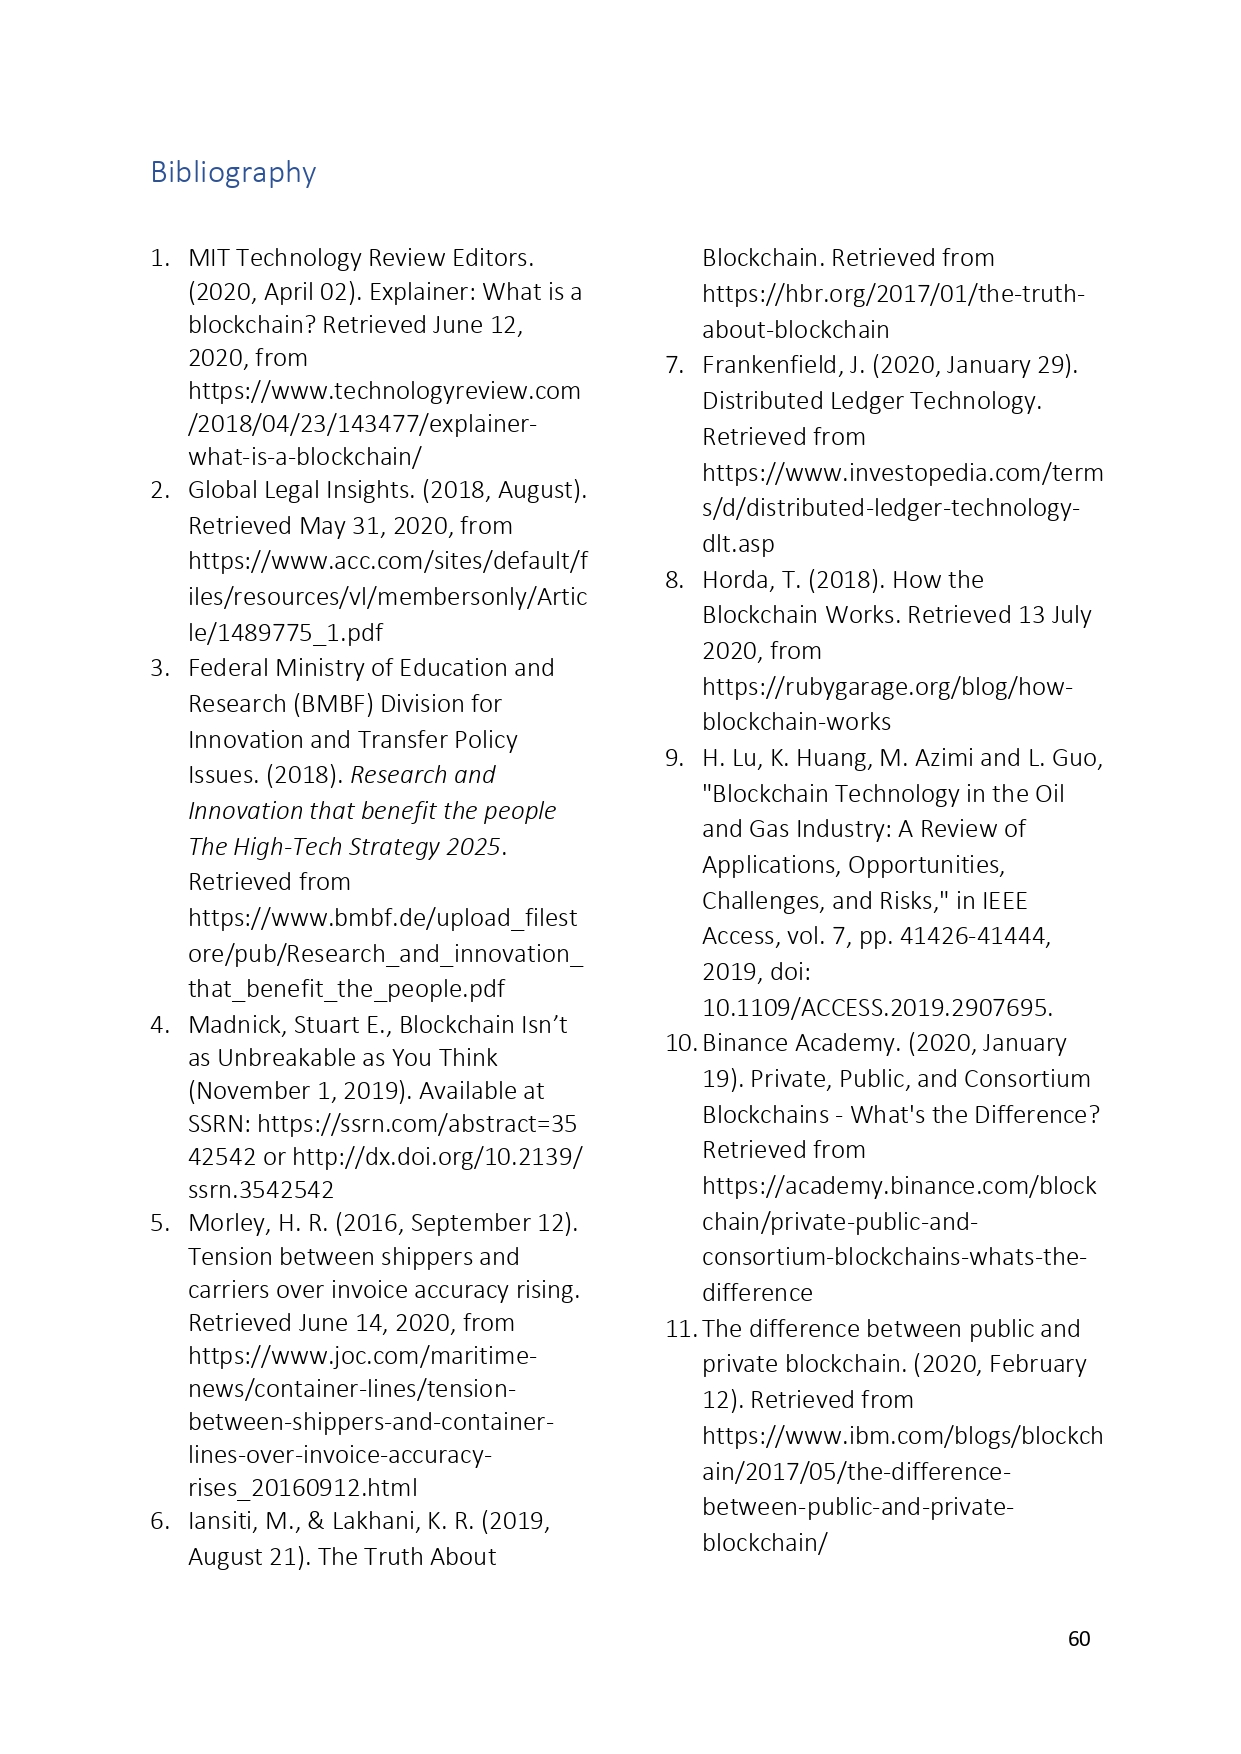 Bibliography
1. MIT Technology Review Editors.
(2020, April 02). Explainer: What is a
blockchain? Retrieved June 12,
2020, from
https://www.technologyreview.com
/2018/04/23/143477/explainer-
what-is-a-blockchain/
2. Global Legal Insights. (2018, August).
Retrieved May 31, 2020, from
https://www.acc.com/sites/default/f
iles/resources/vl/membersonly/Artic
le/1489775_1.pdf
3. Federal Ministry of Education and
Research (BMBF) Division for
Innovation and Transfer Policy
Issues. (2018). Research and
Innovation that benefit the people
The High-Tech Strategy 2025.
Retrieved from
https://www.bmbf.de/upload_filest
ore/pub/Research_and_innovation_
that_benefit_the_people.pdf
4. Madnick, Stuart E., Blockchain Isn’t
as Unbreakable as You Think
(November 1, 2019). Available at
SSRN: https://ssrn.com/abstract=35
42542 or http://dx.doi.org/10.2139/
ssrn.3542542
5. Morley, H. R. (2016, September 12).
Tension between shippers and
carriers over invoice accuracy rising.
Retrieved June 14, 2020, from
https://www.joc.com/maritime-
news/container-lines/tension-
between-shippers-and-container-
lines-over-invoice-accuracy-
rises_20160912.html
6. Iansiti, M., & Lakhani, K. R. (2019,
August 21). The Truth About
Blockchain. Retrieved from
https://hbr.org/2017/01/the-truth-
about-blockchain
7. Frankenfield, J. (2020, January 29).
Distributed Ledger Technology.
Retrieved from
https://www.investopedia.com/term
s/d/distributed-ledger-technology-
dlt.asp
8. Horda, T. (2018). How the
Blockchain Works. Retrieved 13 July
2020, from
https://rubygarage.org/blog/how-
blockchain-works
9. H. Lu, K. Huang, M. Azimi and L. Guo,
"Blockchain Technology in the Oil
and Gas Industry: A Review of
Applications, Opportunities,
Challenges, and Risks," in IEEE
Access, vol. 7, pp. 41426-41444,
2019, doi:
10.1109/ACCESS.2019.2907695.
10. Binance Academy. (2020, January
19). Private, Public, and Consortium
Blockchains - What's the Difference?
Retrieved from
https://academy.binance.com/block
chain/private-public-and-
consortium-blockchains-whats-the-
difference
11. The difference between public and
private blockchain. (2020, February
12). Retrieved from
https://www.ibm.com/blogs/blockch
ain/2017/05/the-difference-
between-public-and-private-
blockchain/
60